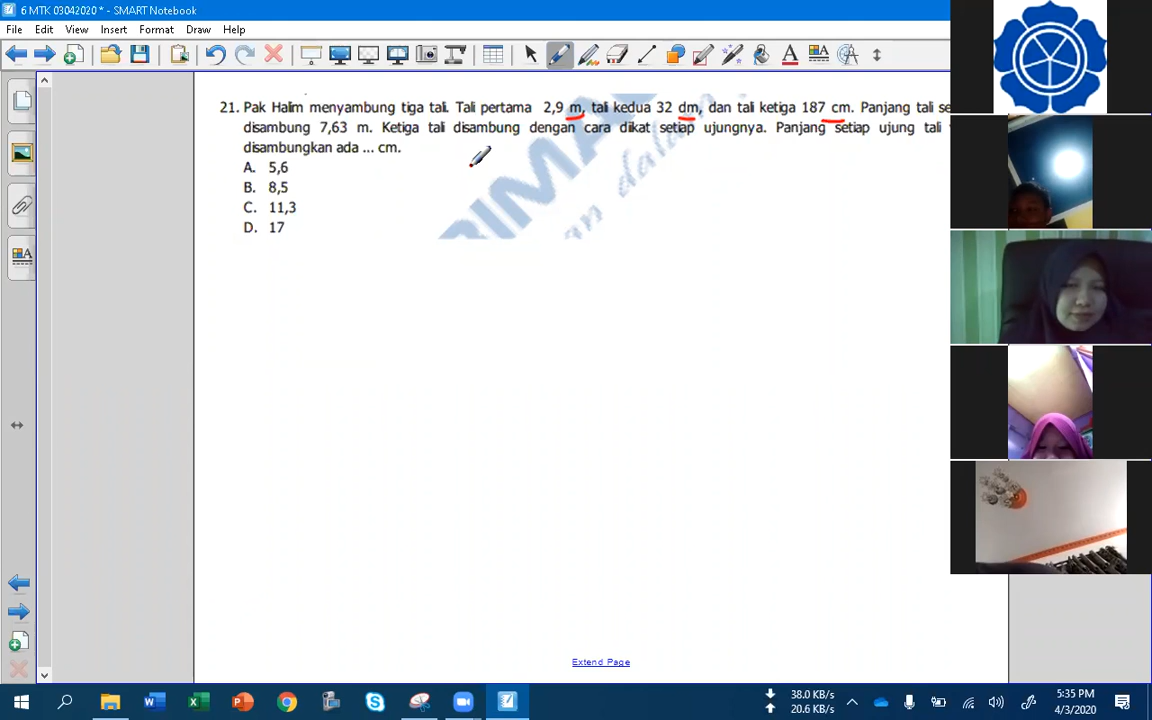 6 MTK 03042020 * - SMART Notebook
File Edit View Insert Format Draw Help
21. Pak Halim menyambung tiga tali. Tali pertama 2,9 m, tali kedua 32 dm, dan tali ketiga 187 cm. Panjang tali se
disambung 7,63 m. Ketiga tali disambung dengan cara diikat setiap ujungnya. Panjang setiap ujung tali
disambungkan ada ... cm.
A. 5,6
B. 8,5
C. 11,3
D. 17
Extend Page
38.0 KB/s
20.6 KB/s
5:35 PM
4/3/2020